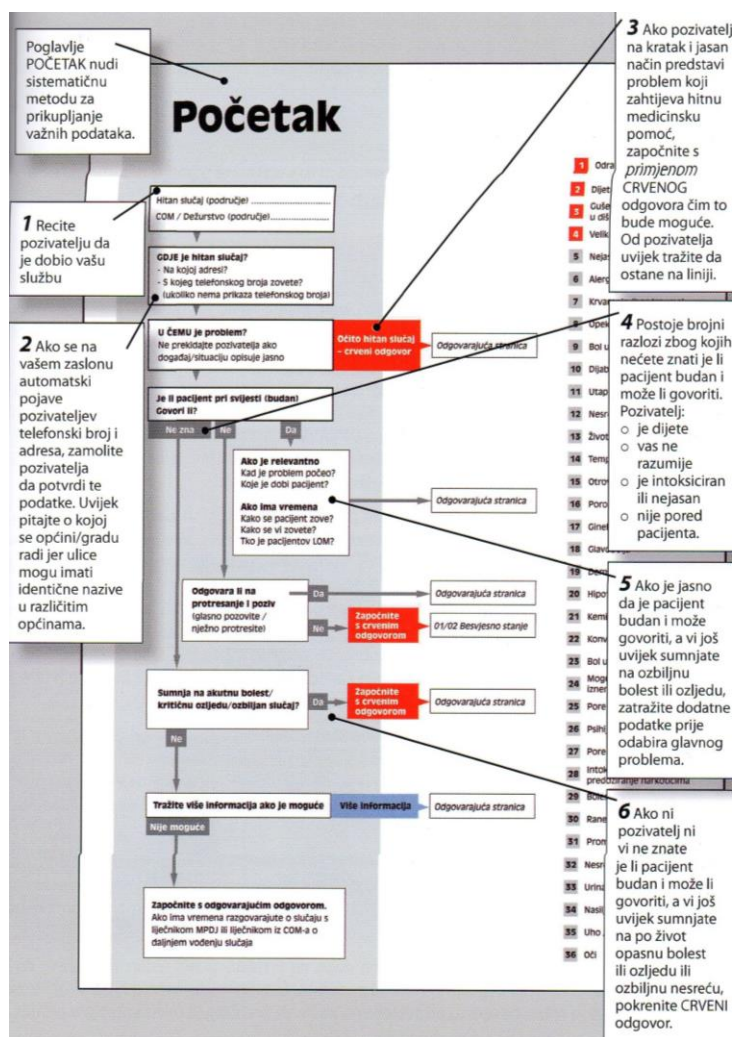 Poglavlje
POČETAK nudi
sistematičnu
metodu za
prikupljanje
važnih podataka.
1 Recite
pozivatelju da
je dobio vašu
službu
2 Ako se na
vašem zaslonu
automatski
pojave
pozivateljev
telefonski broj i
adresa, zamolite
pozivatelja
da potvrdi te
podatke. Uvijek
pitajte o kojoj
se općini/gradu
radi jer ulice
mogu imati
identične nazive
u različitim
općinama.
Početak
Hitan slučaj (područje)
COM / Dežurstvo (područje)
GDJE je hitan slučaj?
- Na kojoj adresi?
- S kojeg telefonskog broja zovete?
(ukoliko nema prikaza telefonskog broja)
U ČEMU je problem?
Ne prekidajte pozivatelja ako
događaj/situaciju opisuje jasno
Očito hitan slučaj
– crveni odgovor
Odgovarajuća stranica
Je li pacijent pri svijesti (budan)
Govori li?
Ne zna
Ne
Da
Ako je relevantno
Kad je problem počeo?
Koje je dobi pacijent?
Ako ima vremena
Kako se pacijent zove?
Kako se vi zovete?
Tko je pacijentov LOM?
Odgovarajuća stranica
Odgovara li na
protresanje i poziv
(glasno pozovite /
nježno protresite)
Da
Odgovarajuća stranica
Ne
Započnite
s crvenim
odgovorom
01/02 Besvjesno stanje
Sumnja na akutnu bolest/
kritičnu ozljedu/ozbiljan slučaj?
Da
Započnite
s crvenim
odgovorom
Odgovarajuća stranica
Ne
Tražite više informacija ako je moguće
Više informacija
Odgovarajuća stranica
Nije moguće
Započnite s odgovarajućim odgovorom.
Ako ima vremena razgovarajute o slučaju s
liječnikom MPDJ ili liječnikom iz COM-a o
daljnjem vođenju slučaja
1 Odra
2 Dijet
3 Guše
u diš
4 Velik
5 Nejas
6 Alerg
7 Krva
8 Opek
9 Bol u
10 Dijab
11 Utap
12 Nesr
13 Život
14 Temp
15 Otro
16 Poro
17 Ginel
18 Glavo
19
20 Hipo
21 Kemi
22 Konv
23 Bol u
24 Mog
iznen
25 Pore
26 Psihi
27 Pore
28 Intok
predoziranje narkoticima
29 Boles
30 Rane
31 Prom
32 Nesr
33 Urina
34 Nasil
35 Uho
36 Oči
3 Ako pozivatelj
na kratak i jasan
način predstavi
problem koji
zahtijeva hitnu
medicinsku
pomoć,
započnite s
primjenom
CRVENOG
odgovora čim to
bude moguće.
Od pozivatelja
uvijek tražite da
ostane na liniji.
4 Postoje brojni
razlozi zbog kojih
nećete znati je li
pacijent budan i
može li govoriti.
Pozivatelj:
o je dijete
o vas ne
razumije
o je intoksiciran
ili nejasan
o nije pored
pacijenta.
5 Ako je jasno
da je pacijent
budan i može
govoriti, a vi još
uvijek sumnjate
na ozbiljnu
bolest ili ozljedu,
zatražite dodatne
podatke prije
odabira glavnog
problema.
6 Ako ni
pozivatelj ni
vi ne znate
je li pacijent
budan i može li
govoriti, a vi još
uvijek sumnjate
na po život
opasnu bolest
ili ozljedu ili
ozbiljnu nesreću,
pokrenite CRVENI
odgovor.